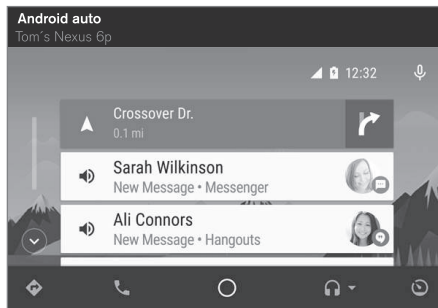 Android auto
Tom´s Nexus 6p
12:32
Crossover Dr.
0.1 mi
Sarah Wilkinson
New Message • Messenger
Ali Connors
New Message • Hangouts